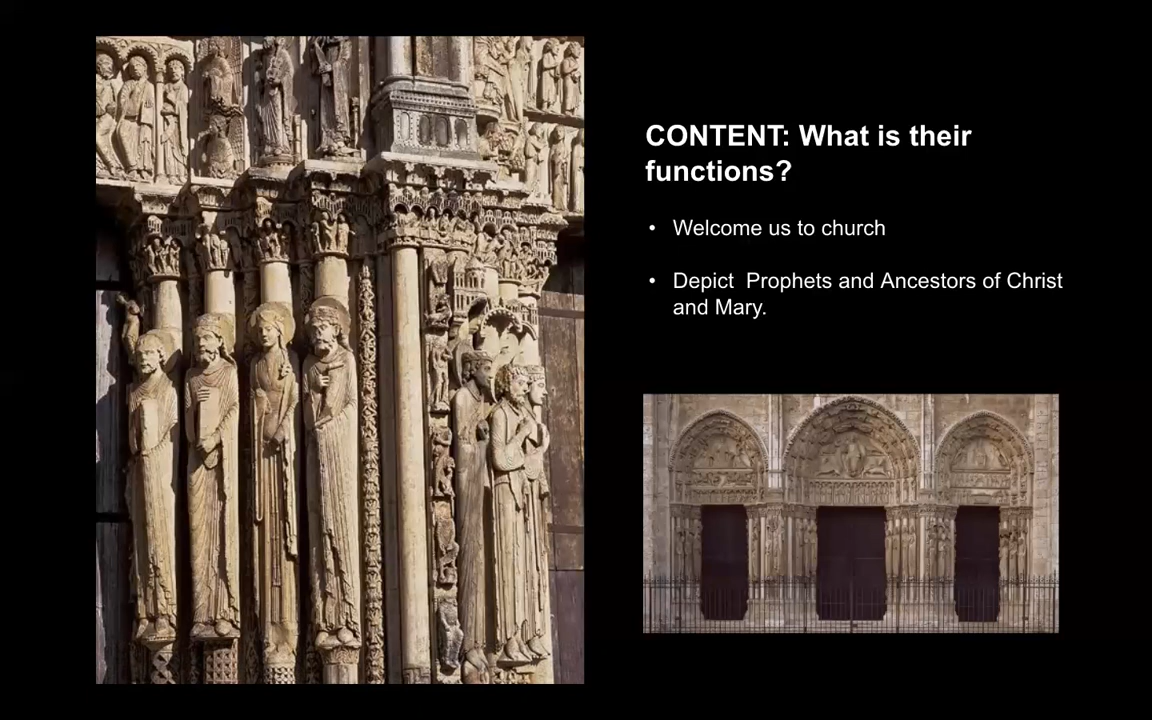 CONTENT: What is their
functions?
• Welcome us to church
• Depict  Prophets and Ancestors of Christ
and Mary.